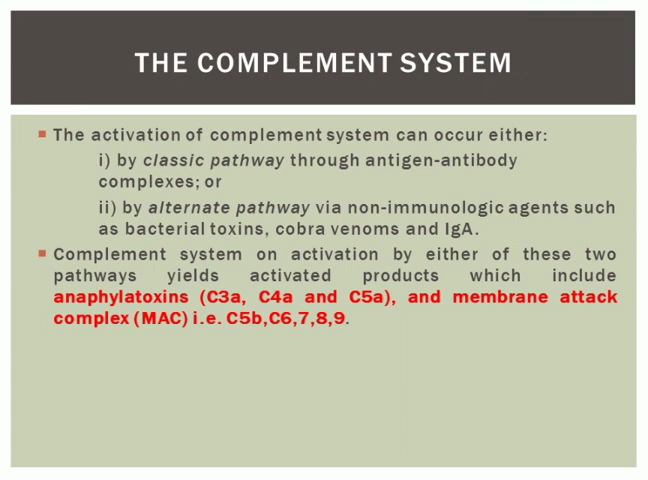 THE COMPLEMENT SYSTEM
The activation of complement system can occur either:
i) by classic pathway through antigen-antibody
complexes; or
ii) by alternate pathway via non-immunologic agents such
as bacterial toxins, cobra venoms and IgA.
Complement system on activation by either of these two
pathways yields activated products which include
anaphylatoxins (C3a, C4a and C5a), and membrane attack
complex (MAC) i.e. C5b,C6,7,8,9.